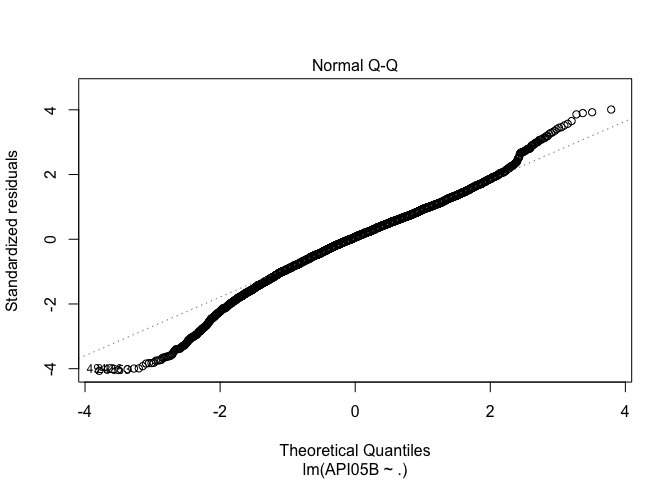 Normal Q-Q
Standardized residuals
4
2
0
-2
-4
-4
-2
0
2
4
Theoretical Quantiles
lm(API05B ~ .)